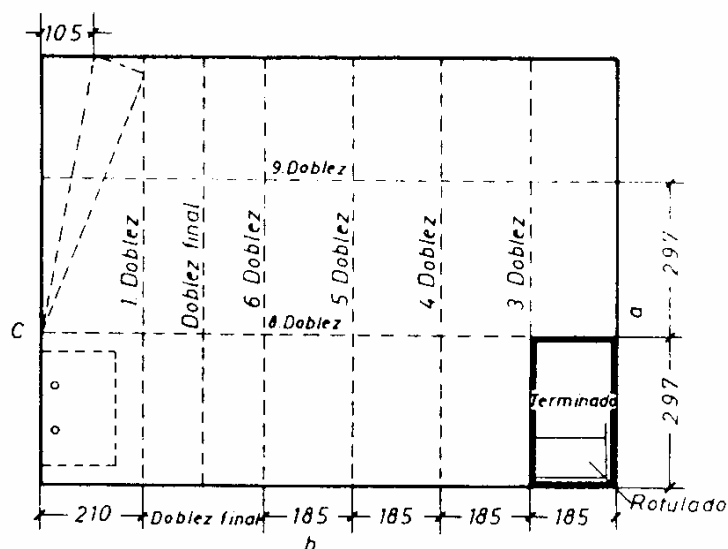 105
9.Doblez
1 Doblez
Doblez final
6 Doblez
5 Doblez
4 Doblez
3 Doblez
297
a
C
8.Doblez
Terminado
297
Rotulado
210
Doblez final
185
185
185
185
b